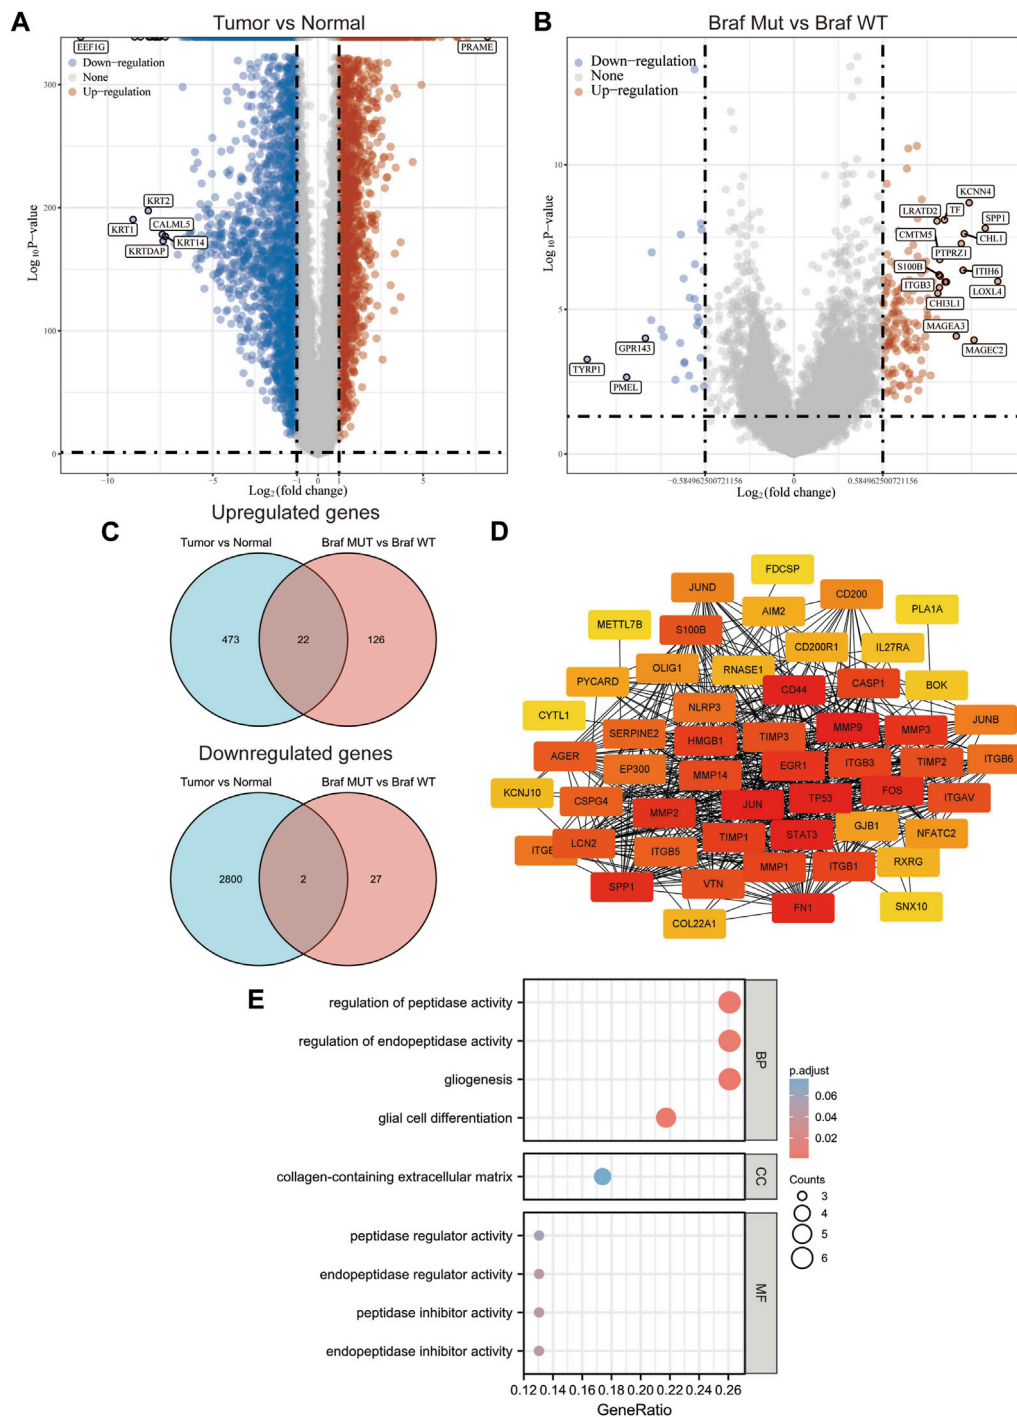 A
Tumor vs Normal
EEF1G
PRAME
Down−regulation
None
Up−regulation
KRT2
KRT1
CALML5
KRT14
KRTDAP
300
200
100
0
Log10P−value
−10
−5
−1
0
1
5
Log2(fold change)
B
Braf Mut vs Braf WT
Down−regulation
None
Up−regulation
KCNN4
LRATD2
TF
SPP1
CMTM5
CHL1
PTPRZ1
S100B
ITIH6
ITGB3
LOXL4
CHI3L1
MAGEA3
MAGEC2
GPR143
TYRP1
PMEL
10
5
0
Log10P−value
−0.584962500721156
0
0.584962500721156
Log2(fold change)
C
Upregulated genes
Tumor vs Normal
Braf MUT vs Braf WT
473
22
126
Downregulated genes
Tumor vs Normal
Braf MUT vs Braf WT
2800
2
27
D
FDCSP
JUND
CD200
AIM2
PLA1A
METTL7B
S100B
CD200R1
IL27RA
OLIG1
RNASE1
PYCARD
CD44
CASP1
BOK
NLRP3
CYTL1
MMP9
MMP3
JUNB
SERPINE2
HMGB1
TIMP3
AGER
EGR1
ITGB3
TIMP2
ITGB6
EP300
MMP14
KCNJ10
CSPG4
MMP2
JUN
TP53
FOS
ITGAV
GJB1
NFATC2
ITGB
LCN2
ITGB5
TIMP1
STAT3
RXRG
SPP1
VTN
MMP1
ITGB1
FN1
SNX10
COL22A1
E
regulation of peptidase activity
regulation of endopeptidase activity
gliogenesis
glial cell differentiation
BP
collagen-containing extracellular matrix
CC
peptidase regulator activity
endopeptidase regulator activity
peptidase inhibitor activity
endopeptidase inhibitor activity
MF
0.12 0.14 0.16 0.18 0.20 0.22 0.24 0.26
GeneRatio
p.adjust
0.06
0.04
0.02
Counts
3
4
5
6